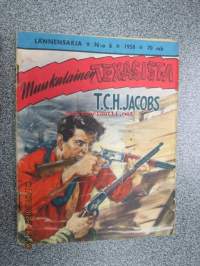 LÄNNENSARJA • N:o 6 • 1958 • 70 mk
Muukalainen
TEXASISTA
T.C.H. JACOBS